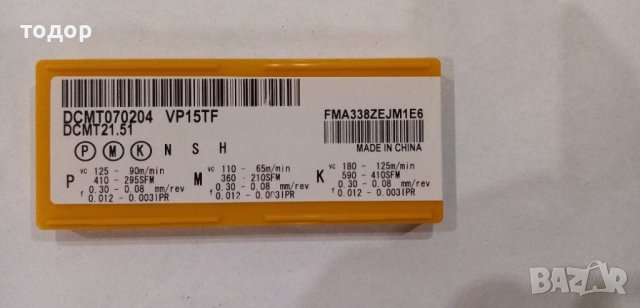 тодор
DCMT070204 VP15TF
DCMT21.51
FMA338ZEJM1E6
MADE IN CHINA
P M K N S H
P vc 125 - 90m/min
410 - 295SFM
f 0.30 - 0.08 mm/rev
0.012 - 0.003IPR
M vc 110 - 65m/min
360 - 210SFM
f 0.30 - 0.08 mm/rev
0.012 - 0.003IPR
K vc 180 - 125m/min
590 - 410SFM
f 0.30 - 0.08 mm/rev
0.012 - 0.003IPR
BAZAR